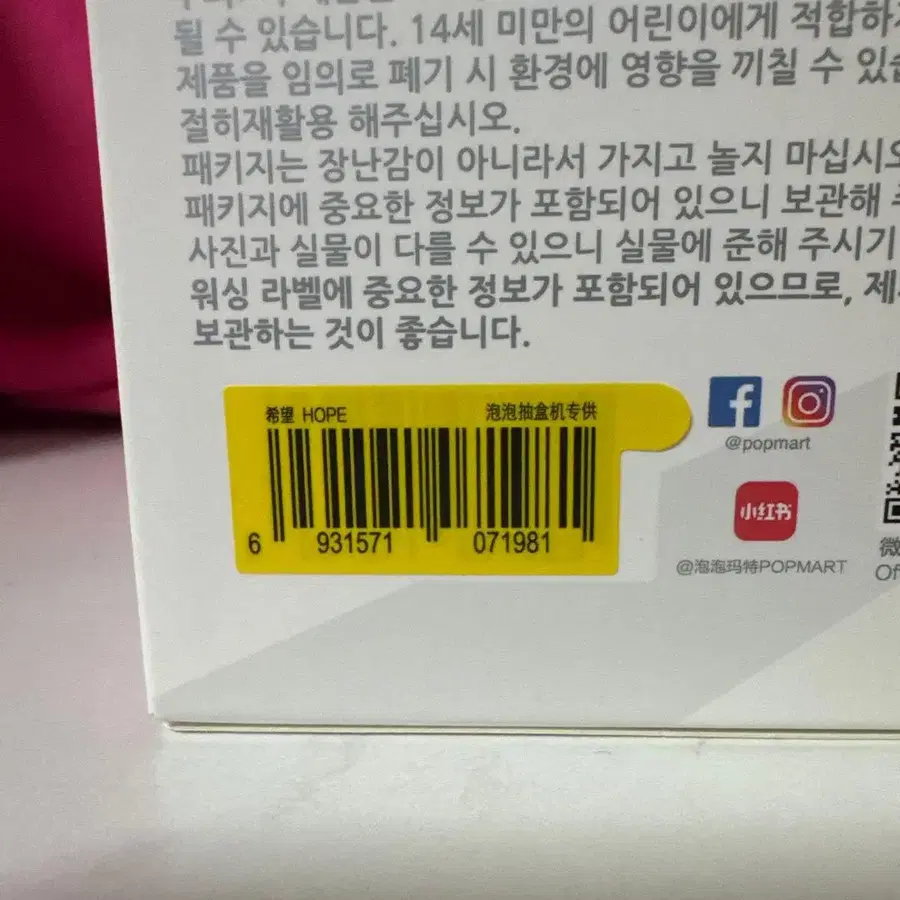 될 수 있습니다. 14세 미만의 어린이에게 적합하지
제품을 임의로 폐기 시 환경에 영향을 끼칠 수 있습
절히재활용 해주십시오.
패키지는 장난감이 아니라서 가지고 놀지 마십시오
패키지에 중요한 정보가 포함되어 있으니 보관해 주
사진과 실물이 다를 수 있으니 실물에 준해 주시기
워싱 라벨에 중요한 정보가 포함되어 있으므로, 제
보관하는 것이 좋습니다.
希望 HOPE 泡泡抽盒机专供
6 931571 071981
@popmart
小红书
@泡泡玛特POPMART
微
Of